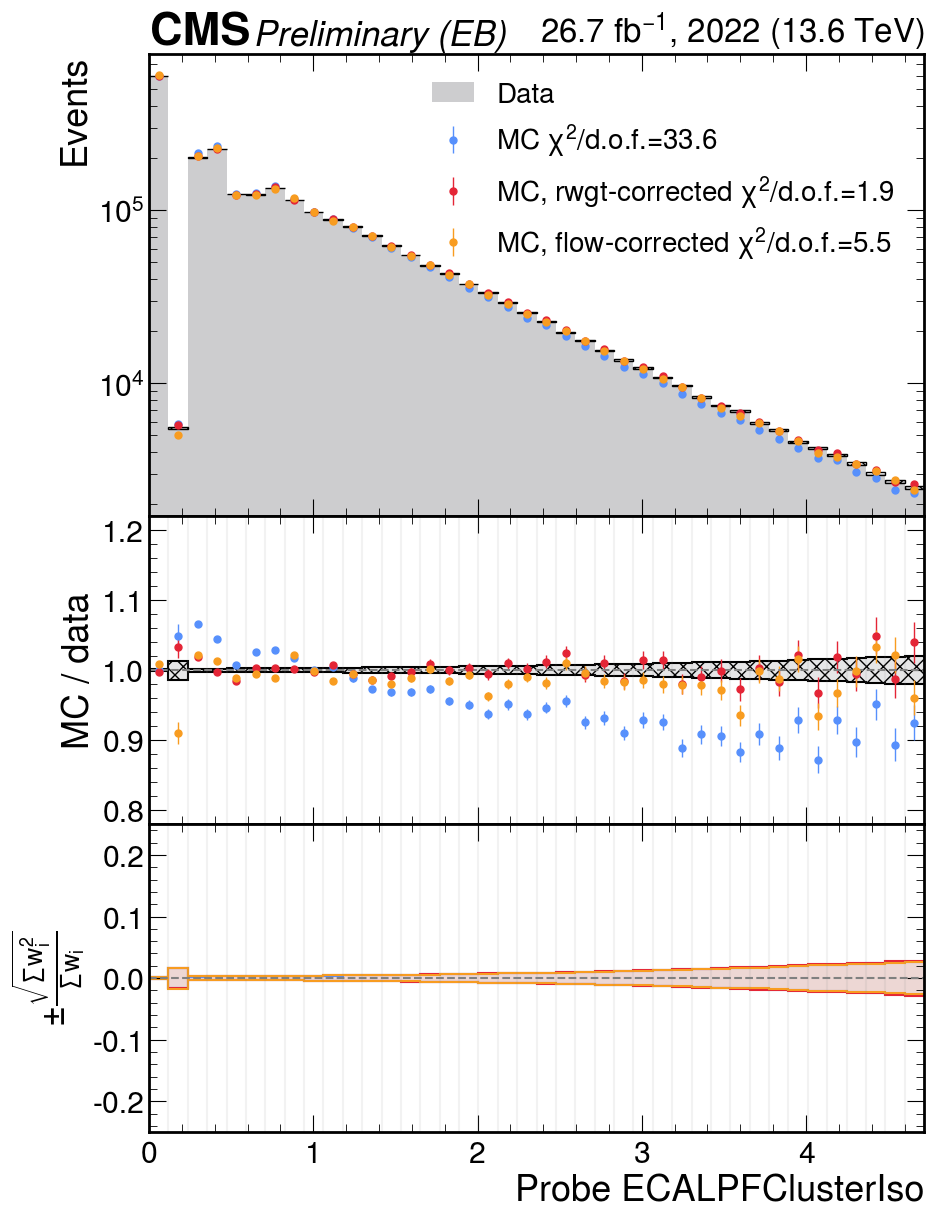 CMS Preliminary (EB) 26.7 fb⁻¹, 2022 (13.6 TeV)
Events
Data
MC χ²/d.o.f.=33.6
MC, rwgt-corrected χ²/d.o.f.=1.9
MC, flow-corrected χ²/d.o.f.=5.5
10⁵
10⁴
MC / data
1.2
1.1
1.0
0.9
0.8
±√Σwᵢ²/Σwᵢ
0.2
0.1
0.0
-0.1
-0.2
0 1 2 3 4
Probe ECALPFClusterIso